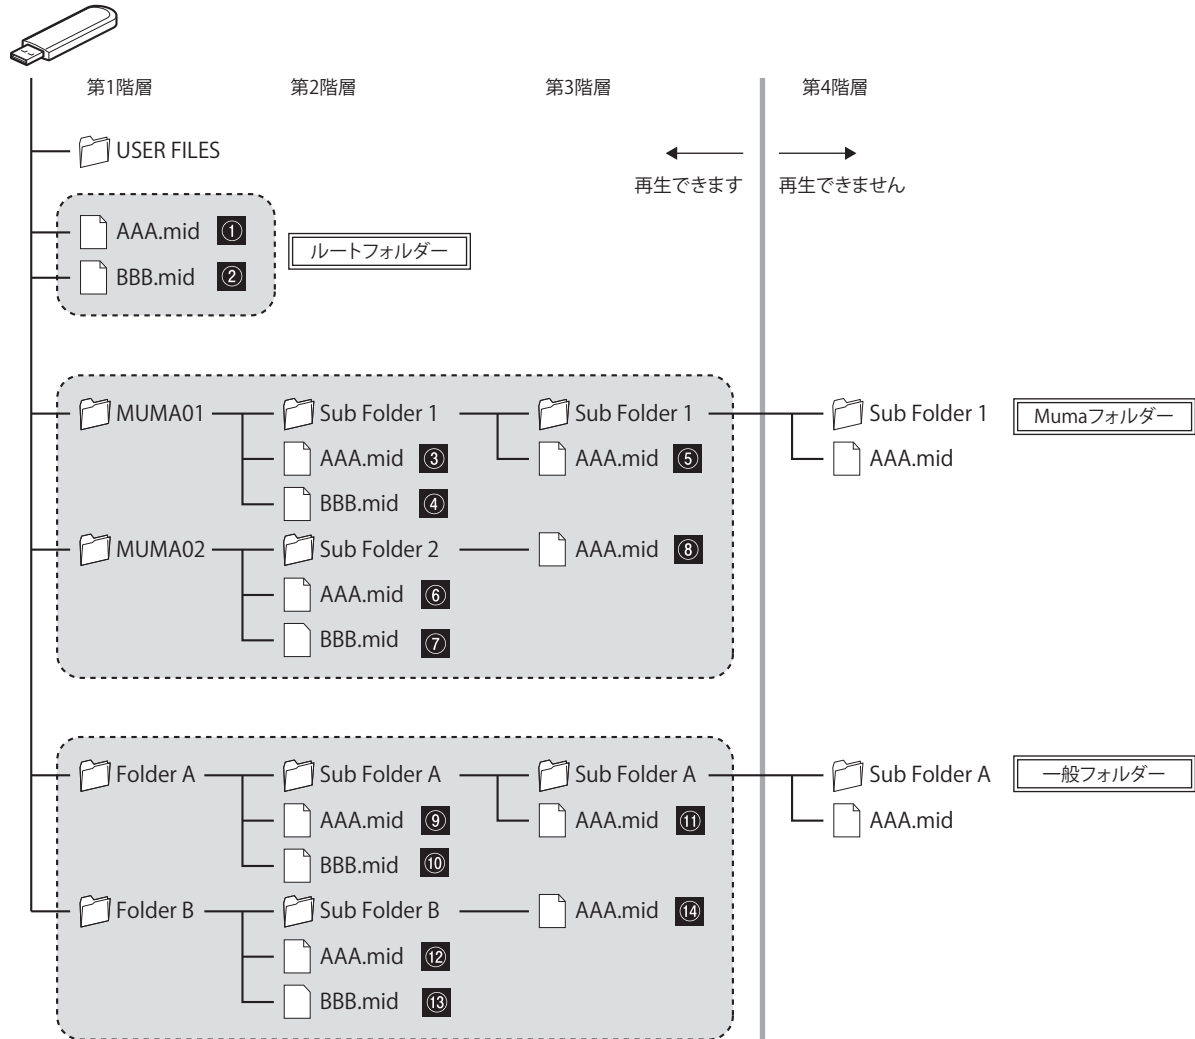 第1階層 第2階層 第3階層 第4階層
USER FILES
再生できます 再生できません
AAA.mid ①
ルートフォルダー
BBB.mid ②
MUMA01 Sub Folder 1 Sub Folder 1 Sub Folder 1 Mumaフォルダー
AAA.mid ③ AAA.mid ⑤ AAA.mid
BBB.mid ④
MUMA02 Sub Folder 2 AAA.mid ⑧
AAA.mid ⑥
BBB.mid ⑦
Folder A Sub Folder A Sub Folder A Sub Folder A 一般フォルダー
AAA.mid ⑨ AAA.mid ⑪ AAA.mid
BBB.mid ⑩
Folder B Sub Folder B AAA.mid ⑭
AAA.mid ⑫
BBB.mid ⑬